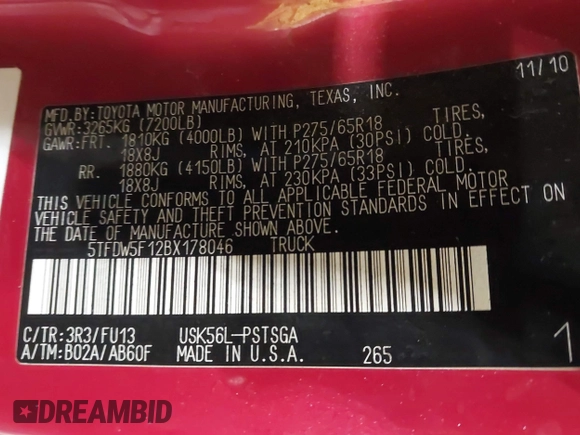 11/10
MFD.BY:TOYOTA MOTOR MANUFACTURING, TEXAS, INC.
GVWR:3265KG (7200LB)
GAWR:FRT. 1810KG (4000LB) WITH P275/65R18 TIRES,
18X8J RIMS, AT 210KPA (30PSI) COLD.
RR. 1880KG (4150LB) WITH P275/65R18 TIRES,
18X8J RIMS, AT 230KPA (33PSI) COLD.
THIS VEHICLE CONFORMS TO ALL APPLICABLE FEDERAL MOTOR
VEHICLE SAFETY AND THEFT PREVENTION STANDARDS IN EFFECT ON
THE DATE OF MANUFACTURE SHOWN ABOVE.
5TFDW5F12BX178046 TRUCK
C/TR:3R3/FU13 USK56L-PSTSGA
A/TM:B02A/AB60F MADE IN U.S.A. 265 1
DREAMBID